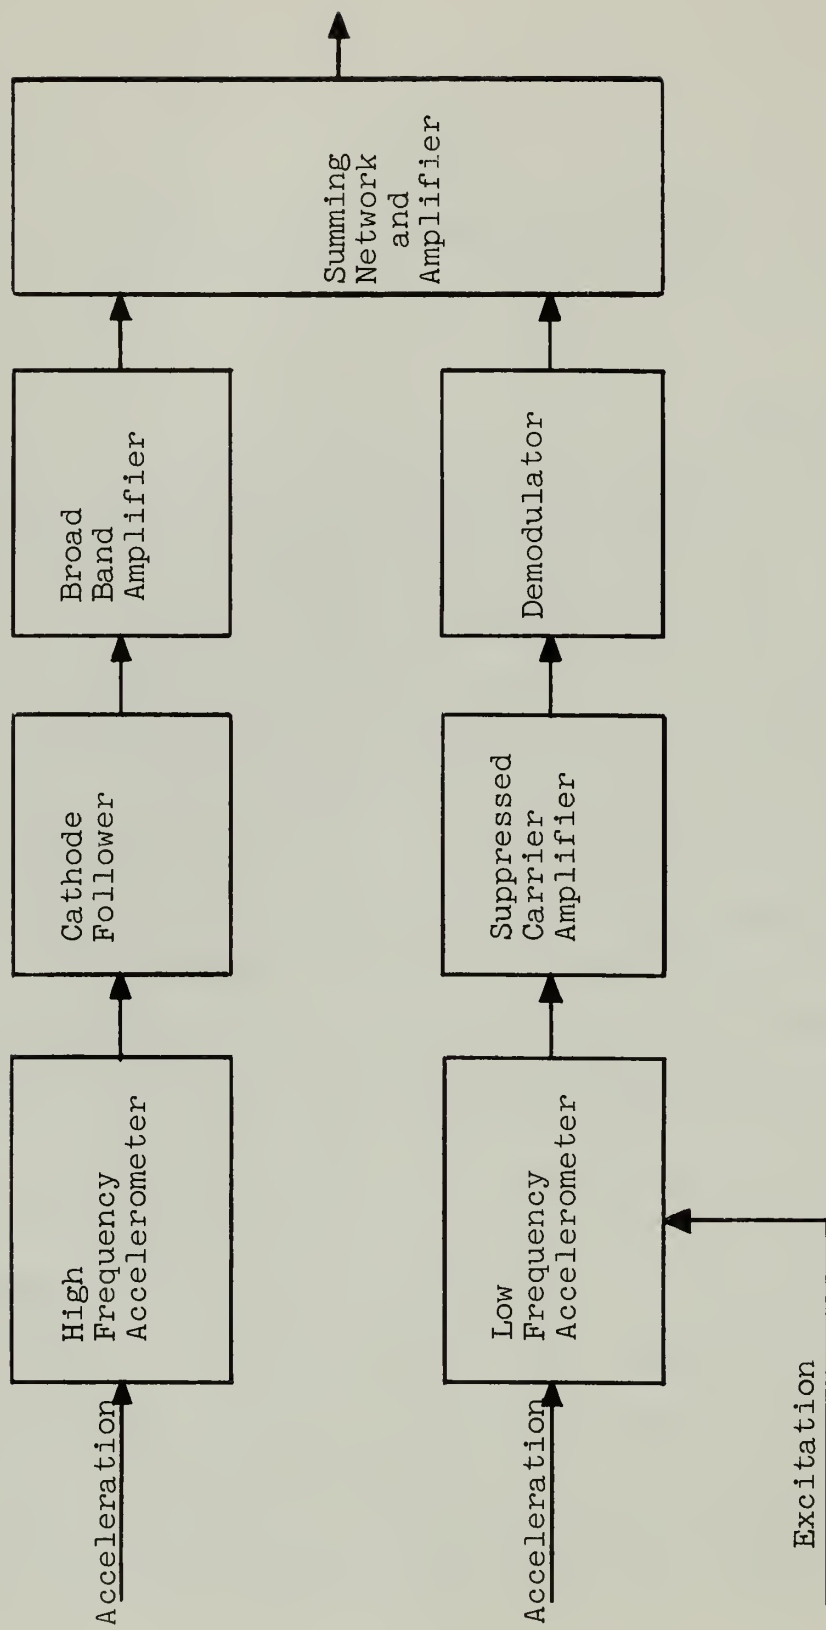 Acceleration
High
Frequency
Accelerometer
Cathode
Follower
Broad
Band
Amplifier
Summing
Network
and
Amplifier
Acceleration
Low
Frequency
Accelerometer
Suppressed
Carrier
Amplifier
Demodulator
Excitation